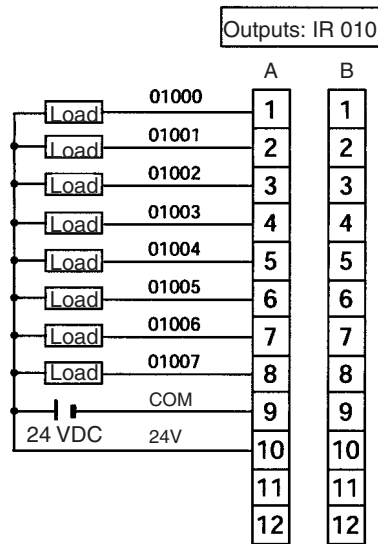 Outputs: IR 010
A B
Load 01000 1 1
Load 01001 2 2
Load 01002 3 3
Load 01003 4 4
Load 01004 5 5
Load 01005 6 6
Load 01006 7 7
Load 01007 8 8
COM 9 9
24 VDC 24V 10 10
11 11
12 12